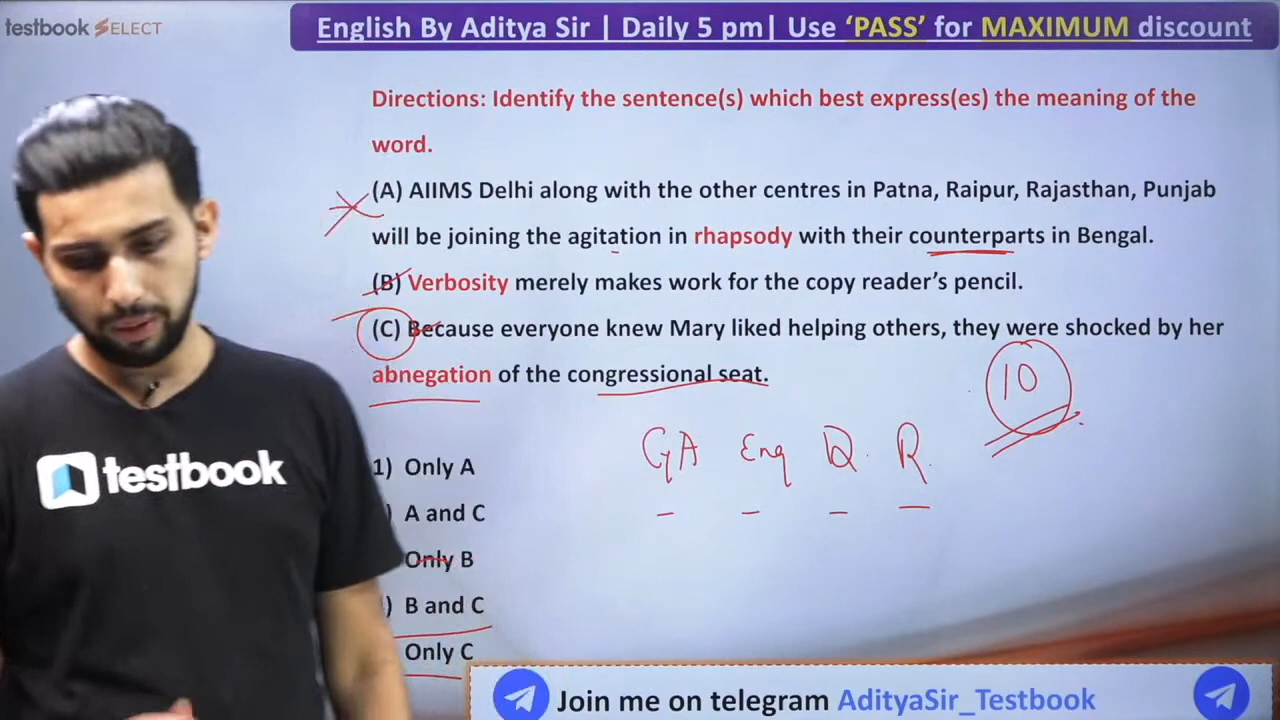 testbook SELECT
English By Aditya Sir | Daily 5 pm| Use ‘PASS’ for MAXIMUM discount
Directions: Identify the sentence(s) which best express(es) the meaning of the
word.
(A) AIIMS Delhi along with the other centres in Patna, Raipur, Rajasthan, Punjab
will be joining the agitation in rhapsody with their counterparts in Bengal.
(B) Verbosity merely makes work for the copy reader’s pencil.
(C) Because everyone knew Mary liked helping others, they were shocked by her
abnegation of the congressional seat.
10
GA Eng Q R
1) Only A
) A and C
Only B
) B and C
Only C
testbook
Join me on telegram AdityaSir_Testbook